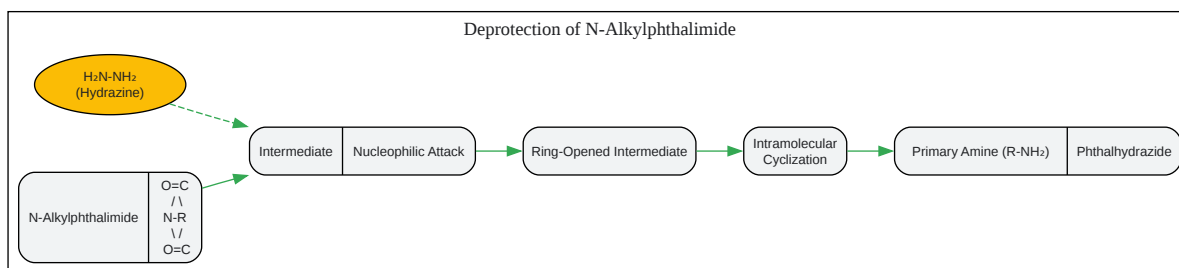 Deprotection of N-Alkylphthalimide
H₂N-NH₂
(Hydrazine)
N-Alkylphthalimide
O=C
/ \
N-R
\ /
O=C
Intermediate
Nucleophilic Attack
Ring-Opened Intermediate
Intramolecular
Cyclization
Primary Amine (R-NH₂)
Phthalhydrazide